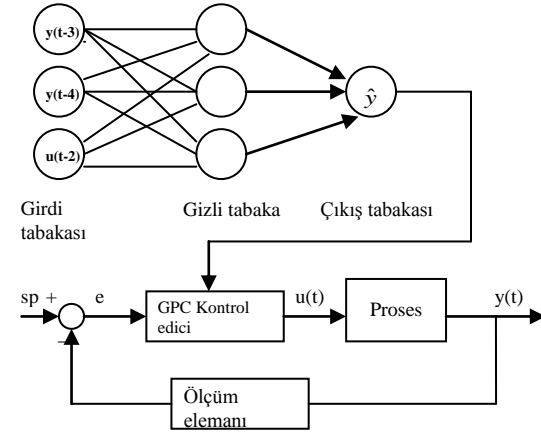 y(t-3)
y(t-4)
ŷ
u(t-2)
Girdi
tabakası
Gizli tabaka
Çıkış tabakası
sp +
e
GPC Kontrol
edici
u(t)
Proses
y(t)
−
Ölçüm
elemanı